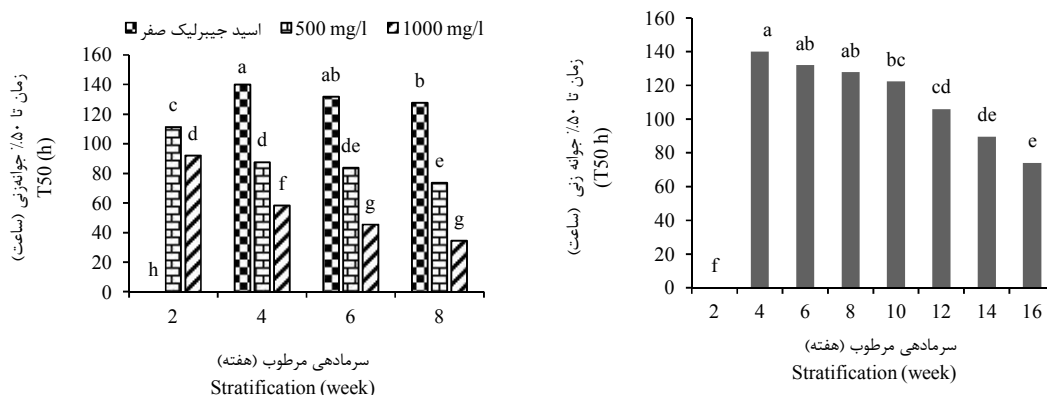 اسید جیبرلیک صفر 500 mg/l 1000 mg/l
زمان تا ۵۰٪ جوانه‌زنی (ساعت)
T50 (h)
160
140
120
100
80
60
40
20
0
h c d
a d f
ab de g
b e g
2 4 6 8
سرمادهی مرطوب (هفته)
Stratification (week)
زمان تا ۵۰٪ جوانه زنی (ساعت)
(T50 h)
160
140
120
100
80
60
40
20
0
f a ab ab bc cd de e
2 4 6 8 10 12 14 16
سرمادهی مرطوب (هفته)
Stratification (week)